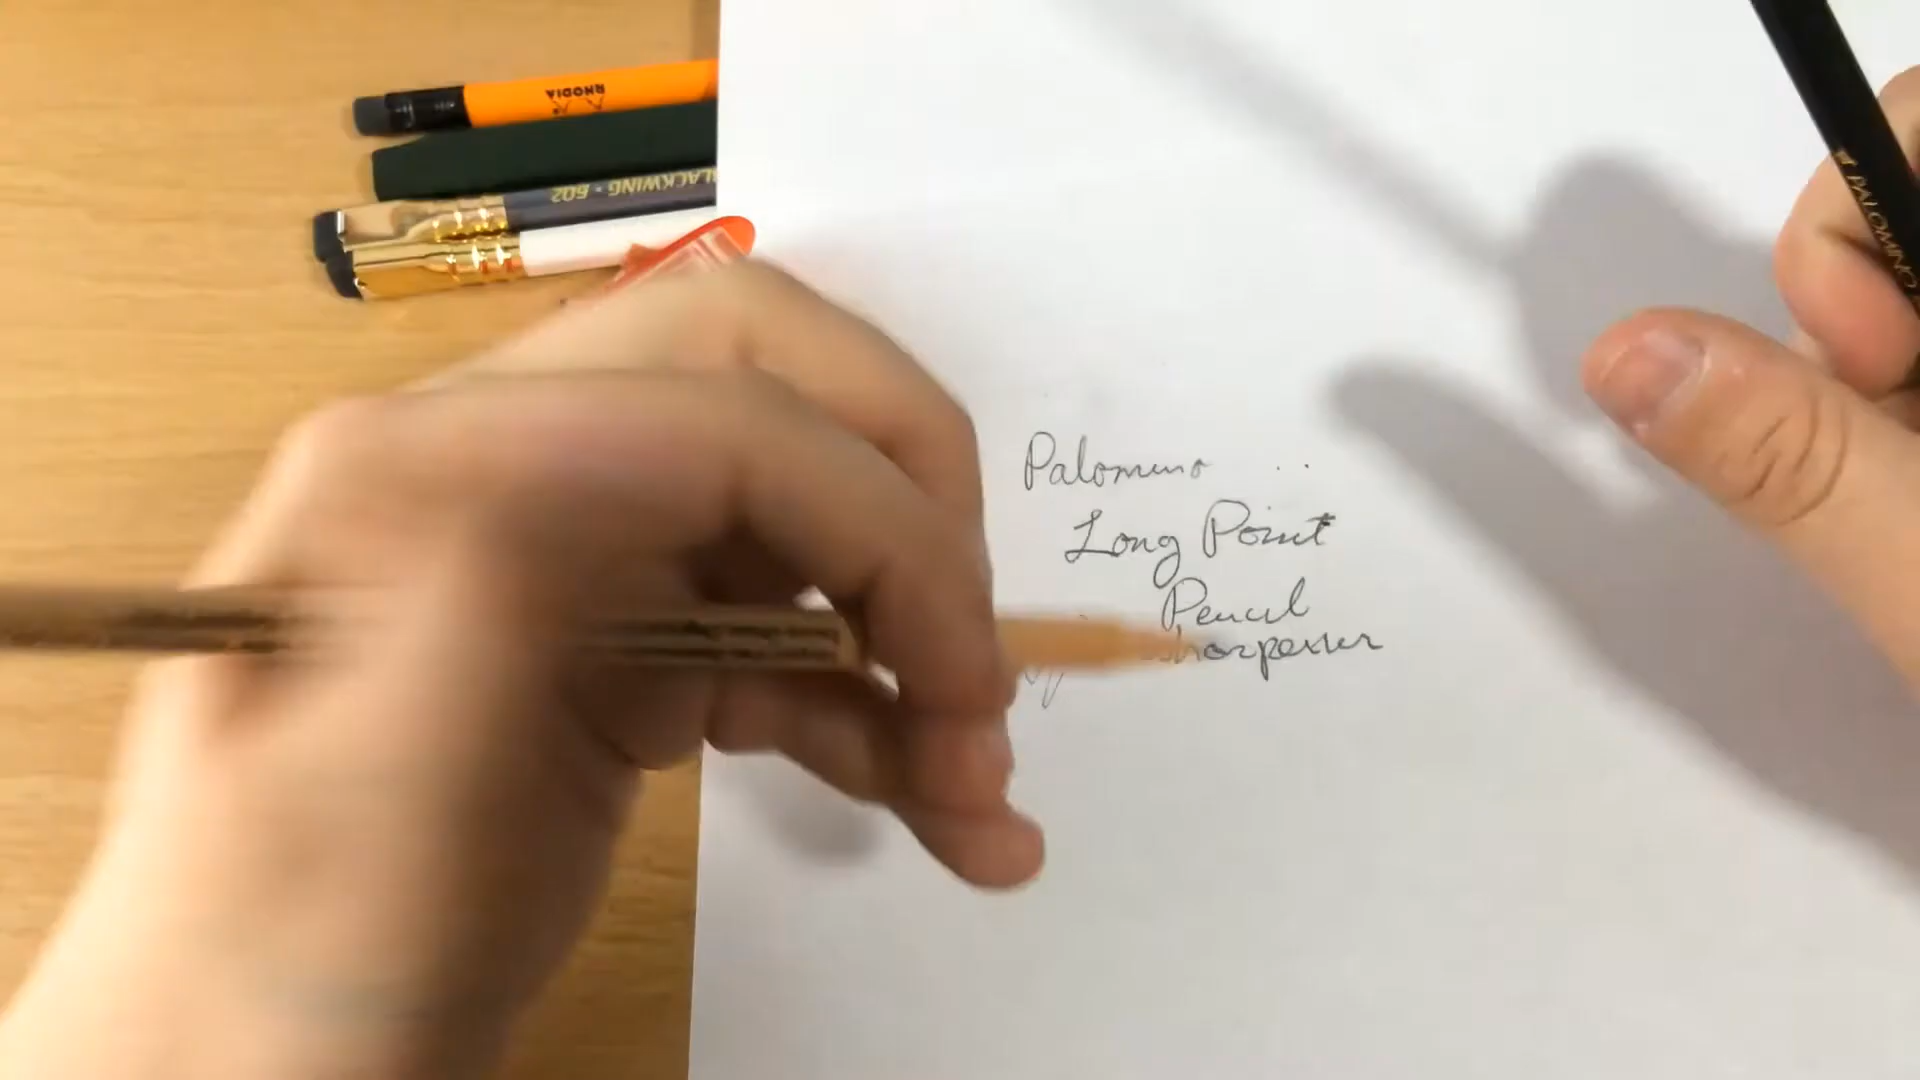 RHODIA
BLACKWING • 602
PALOMINO
Palomino ..
Long Point
Pencil
sharpener